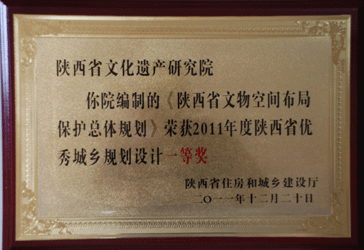 陕西省文化遗产研究院
你院编制的《陕西省文物空间布局
保护总体规划》荣获2011年度陕西省优
秀城乡规划设计一等奖
陕西省住房和城乡建设厅
二〇一一年十二月二十日